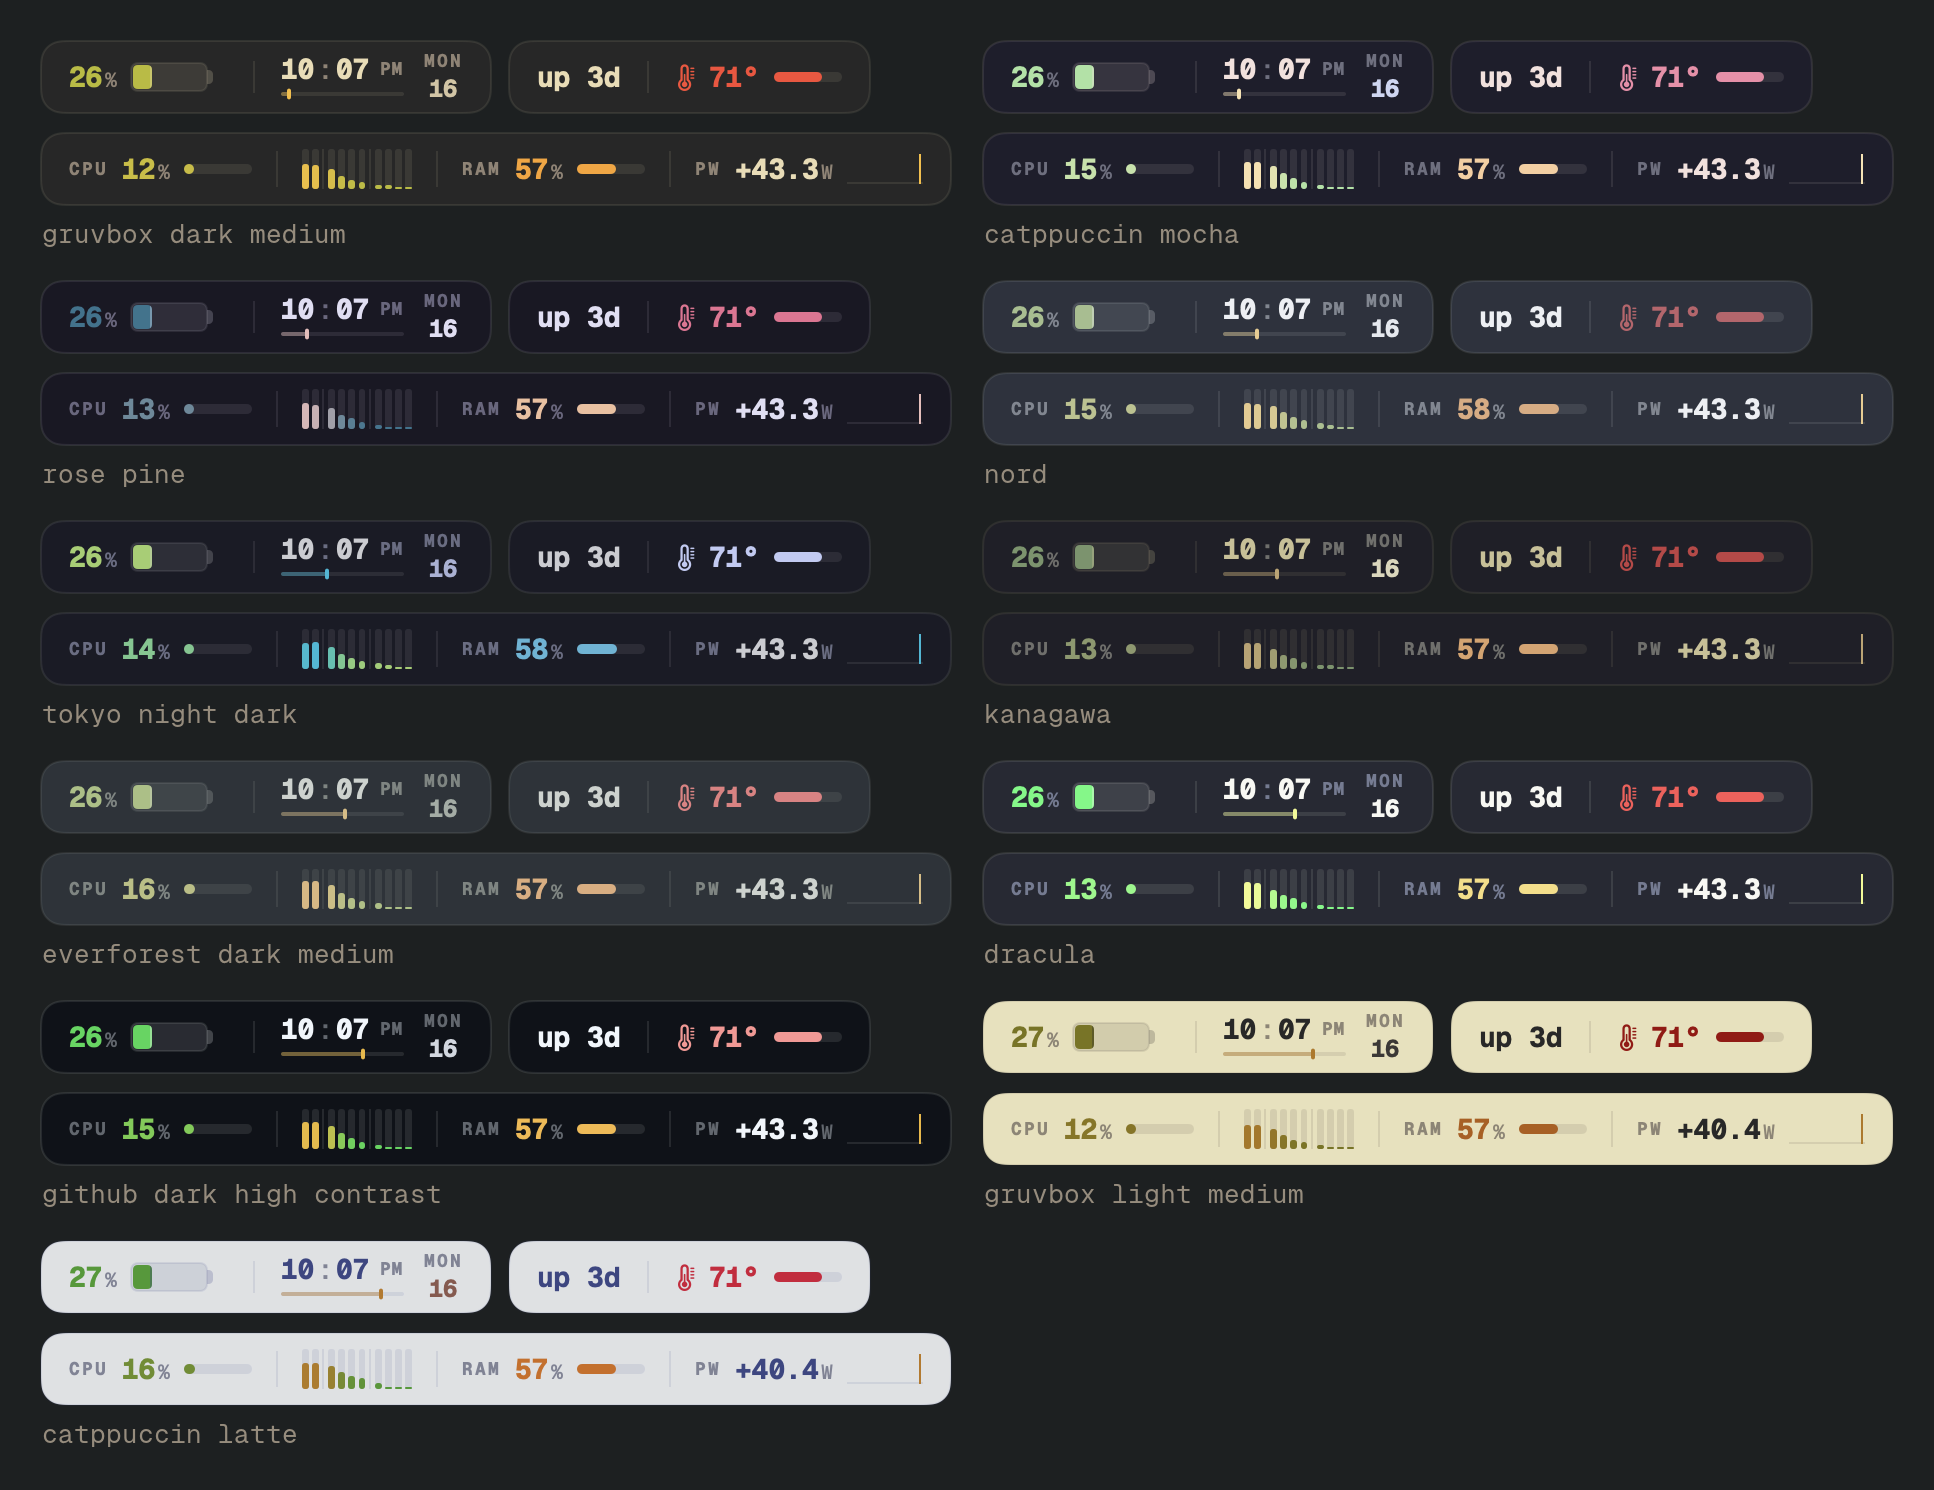 26% 10:07 PM MON 16 up 3d 71°
CPU 12% RAM 57% PW +43.3W
gruvbox dark medium
26% 10:07 PM MON 16 up 3d 71°
CPU 15% RAM 57% PW +43.3W
catppuccin mocha
26% 10:07 PM MON 16 up 3d 71°
CPU 13% RAM 57% PW +43.3W
rose pine
26% 10:07 PM MON 16 up 3d 71°
CPU 15% RAM 58% PW +43.3W
nord
26% 10:07 PM MON 16 up 3d 71°
CPU 14% RAM 58% PW +43.3W
tokyo night dark
26% 10:07 PM MON 16 up 3d 71°
CPU 13% RAM 57% PW +43.3W
kanagawa
26% 10:07 PM MON 16 up 3d 71°
CPU 16% RAM 57% PW +43.3W
everforest dark medium
26% 10:07 PM MON 16 up 3d 71°
CPU 13% RAM 57% PW +43.3W
dracula
26% 10:07 PM MON 16 up 3d 71°
CPU 15% RAM 57% PW +43.3W
github dark high contrast
27% 10:07 PM MON 16 up 3d 71°
CPU 12% RAM 57% PW +40.4W
gruvbox light medium
27% 10:07 PM MON 16 up 3d 71°
CPU 16% RAM 57% PW +40.4W
catppuccin latte